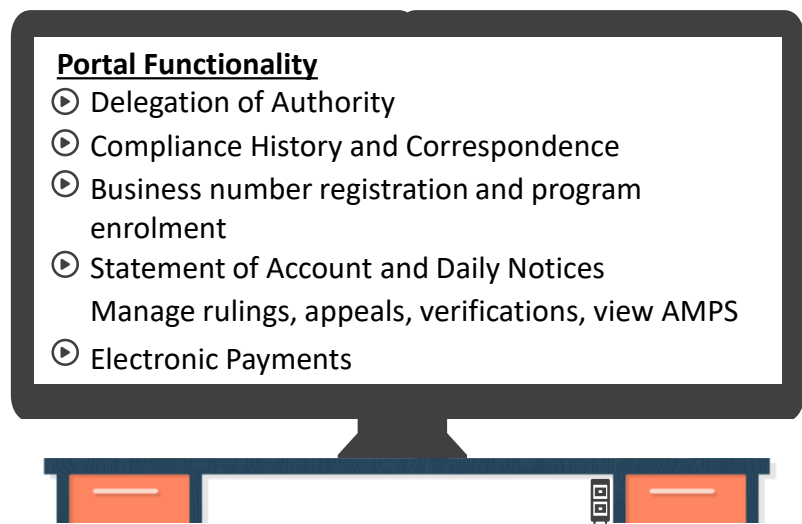 Portal Functionality
Delegation of Authority
Compliance History and Correspondence
Business number registration and program
enrolment
Statement of Account and Daily Notices
Manage rulings, appeals, verifications, view AMPS
Electronic Payments